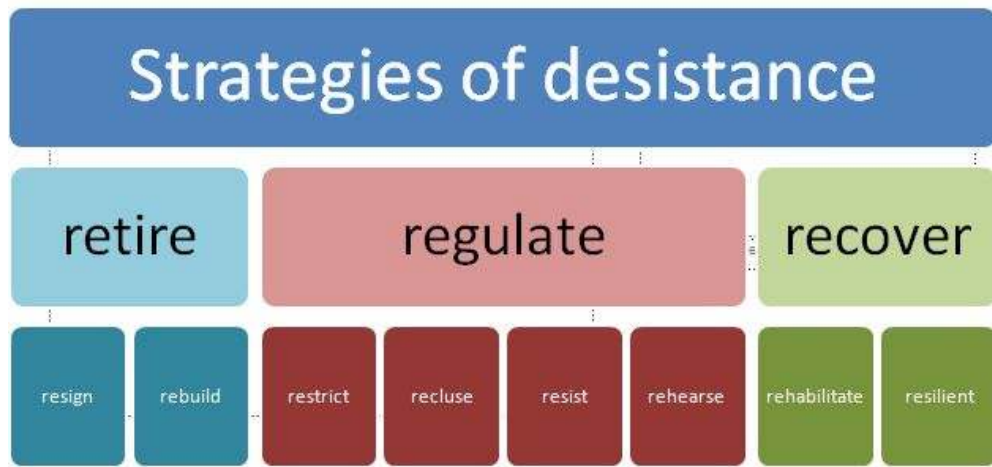 Strategies of desistance
retire regulate recover
resign rebuild restrict recluse resist rehearse rehabilitate resilient